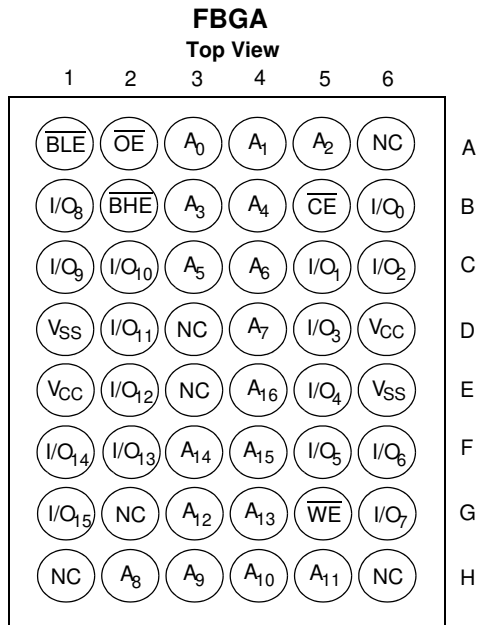 FBGA
Top View
1 2 3 4 5 6
BLE OE A0 A1 A2 NC A
I/O8 BHE A3 A4 CE I/O0 B
I/O9 I/O10 A5 A6 I/O1 I/O2 C
VSS I/O11 NC A7 I/O3 VCC D
VCC I/O12 NC A16 I/O4 VSS E
I/O14 I/O13 A14 A15 I/O5 I/O6 F
I/O15 NC A12 A13 WE I/O7 G
NC A8 A9 A10 A11 NC H